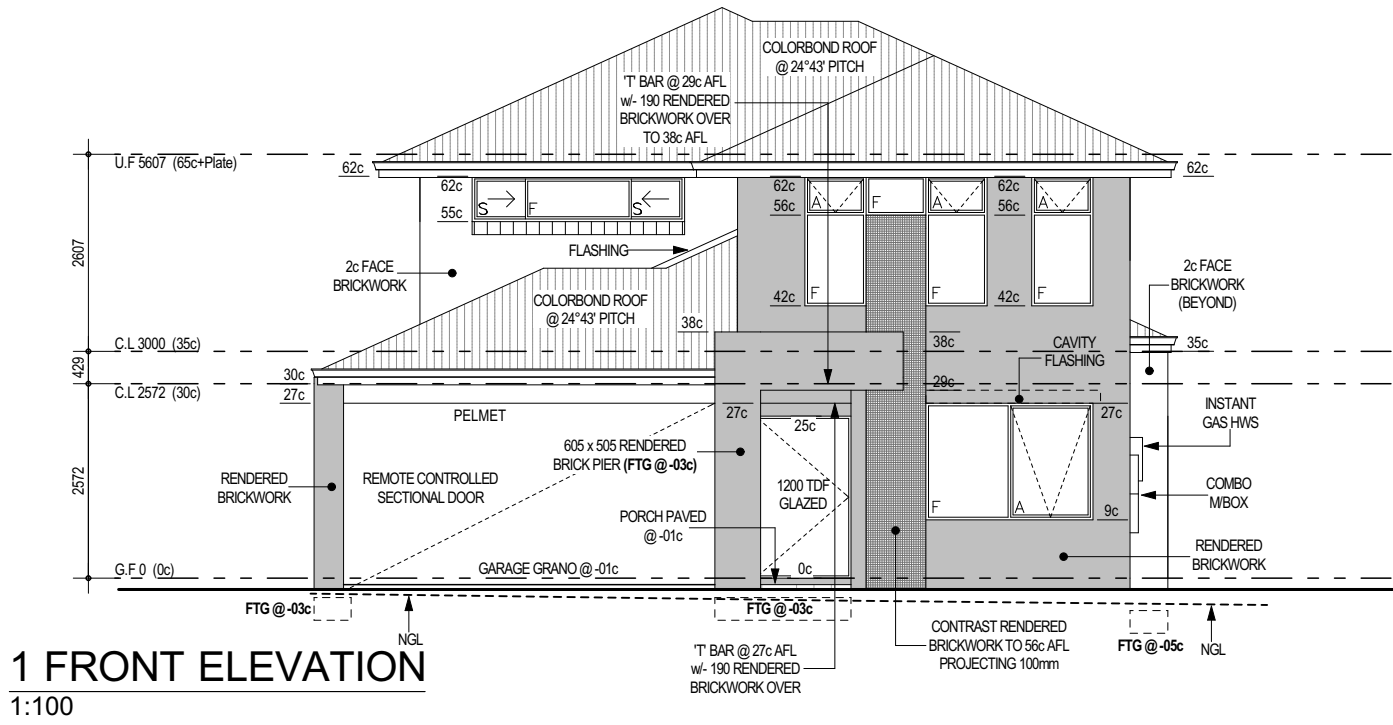 COLORBOND ROOF
@ 24°43' PITCH
'T' BAR @ 29c AFL
w/- 190 RENDERED
BRICKWORK OVER
TO 38c AFL
U.F 5607 (65c+Plate)
62c
62c
62c
55c
S
F
S
62c
56c
A
F
A
62c
56c
A
2607
FLASHING
2c FACE
BRICKWORK
2c FACE
BRICKWORK
(BEYOND)
COLORBOND ROOF
@ 24°43' PITCH
42c
F
F
42c
F
38c
38c
C.L 3000 (35c)
35c
CAVITY
FLASHING
429
30c
29c
C.L 2572 (30c)
27c
PELMET
27c
25c
27c
INSTANT
GAS HWS
605 x 505 RENDERED
BRICK PIER (FTG @ -03c)
RENDERED
BRICKWORK
REMOTE CONTROLLED
SECTIONAL DOOR
2572
1200 TDF
GLAZED
COMBO
M/BOX
F
A
9c
PORCH PAVED
@ -01c
RENDERED
BRICKWORK
G.F 0 (0c)
GARAGE GRANO @ -01c
0c
FTG @ -03c
FTG @ -03c
NGL
CONTRAST RENDERED
BRICKWORK TO 56c AFL
PROJECTING 100mm
FTG @ -05c
NGL
'T' BAR @ 27c AFL
w/- 190 RENDERED
BRICKWORK OVER
1 FRONT ELEVATION
1:100